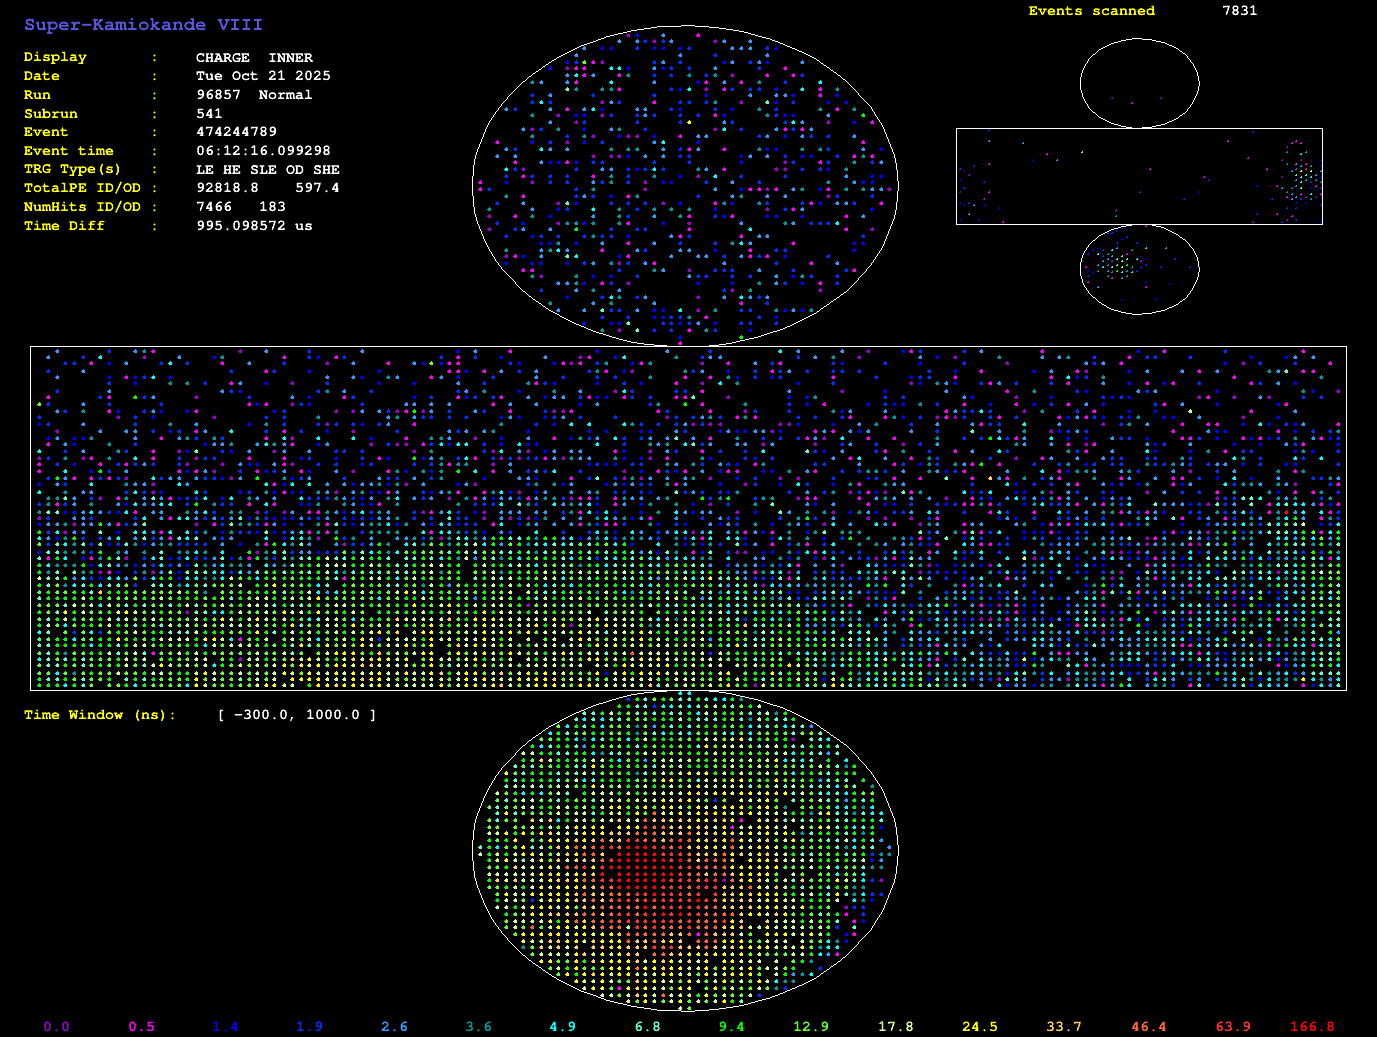 Super-Kamiokande VIII
Events scanned 7831
Display : CHARGE INNER
Date : Tue Oct 21 2025
Run : 96857 Normal
Subrun : 541
Event : 474244789
Event time : 06:12:16.099298
TRG Type(s) : LE HE SLE OD SHE
TotalPE ID/OD : 92818.8 597.4
NumHits ID/OD : 7466 183
Time Diff : 995.098572 us
Time Window (ns): [ -300.0, 1000.0 ]
0.0 0.5 1.4 1.9 2.6 3.6 4.9 6.8 9.4 12.9 17.8 24.5 33.7 46.4 63.9 166.8